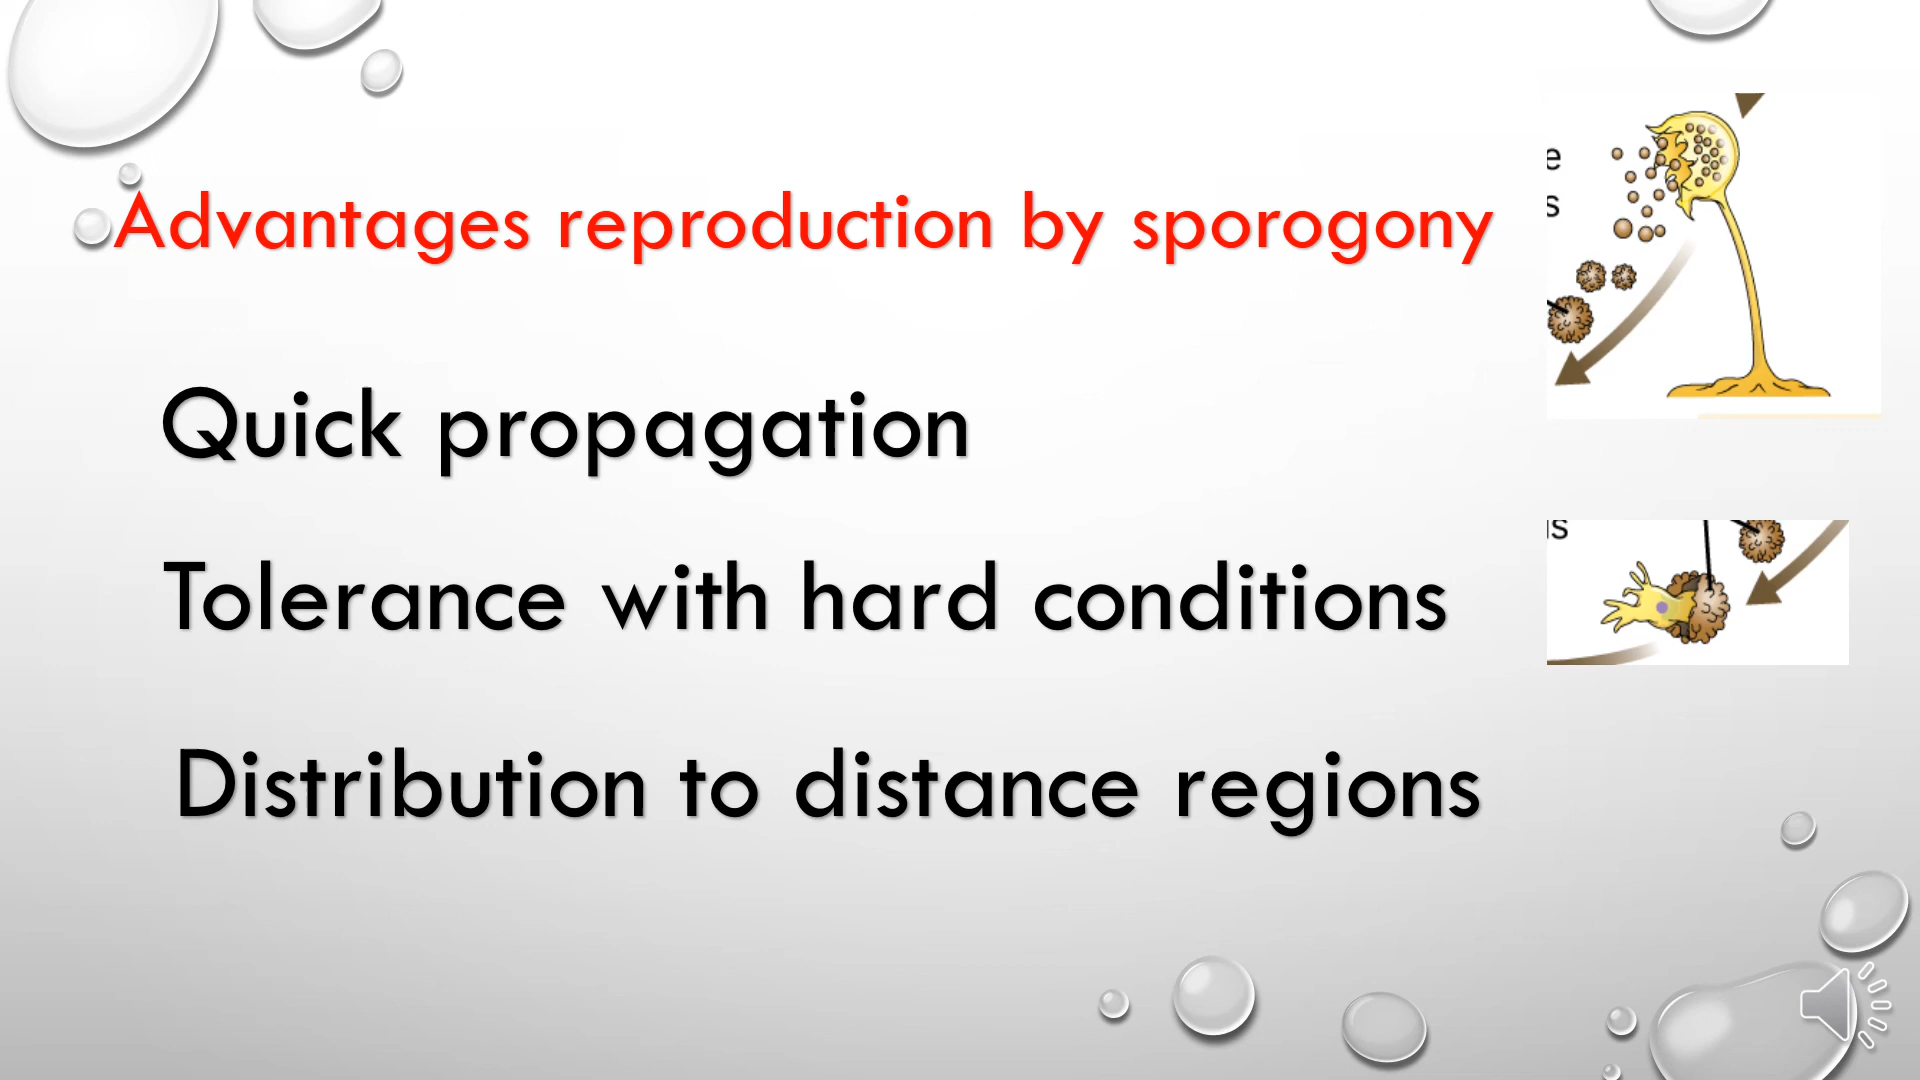 Advantages reproduction by sporogony
Quick propagation
Tolerance with hard conditions
Distribution to distance regions
e
s
s